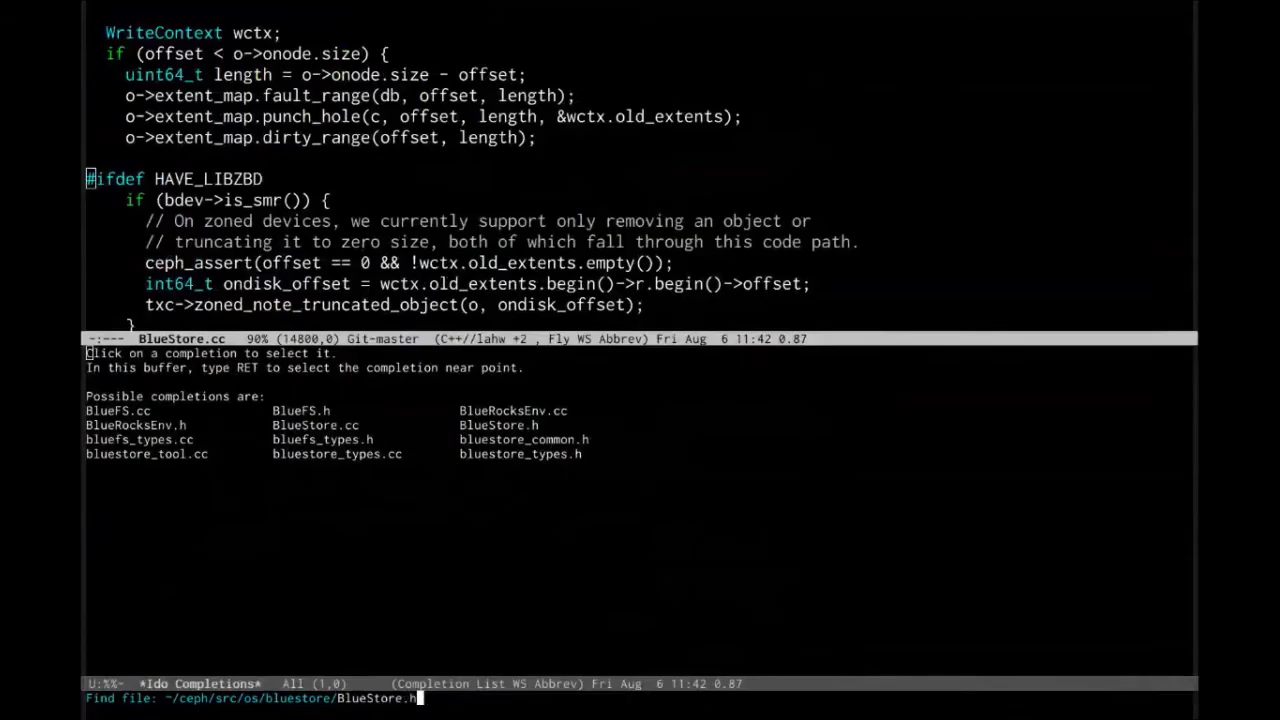 WriteContext wctx;
if (offset < o->onode.size) {
uint64_t length = o->onode.size - offset;
o->extent_map.fault_range(db, offset, length);
o->extent_map.punch_hole(c, offset, length, &wctx.old_extents);
o->extent_map.dirty_range(offset, length);
#ifdef HAVE_LIBZBD
if (bdev->is_smr()) {
// On zoned devices, we currently support only removing an object or
// truncating it to zero size, both of which fall through this code path.
ceph_assert(offset == 0 && !wctx.old_extents.empty());
int64_t ondisk_offset = wctx.old_extents.begin()->r.begin()->offset;
txc->zoned_note_truncated_object(o, ondisk_offset);
}
-:--- BlueStore.cc 90% (14800,0) Git-master (C++//lahw +2 , Fly WS Abbrev) Fri Aug 6 11:42 0.87
Click on a completion to select it.
In this buffer, type RET to select the completion near point.
Possible completions are:
BlueFS.cc BlueFS.h BlueRocksEnv.cc
BlueRocksEnv.h BlueStore.cc BlueStore.h
bluefs_types.cc bluefs_types.h bluestore_common.h
bluestore_tool.cc bluestore_types.cc bluestore_types.h
U:%%- *Ido Completions* All (1,0) (Completion List WS Abbrev) Fri Aug 6 11:42 0.87
Find file: ~/ceph/src/os/bluestore/BlueStore.h